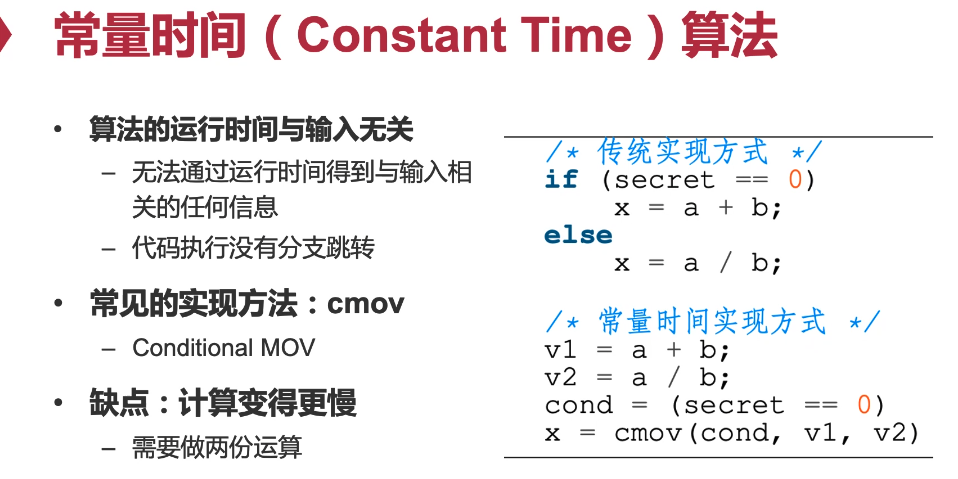 常量时间（Constant Time）算法
• 算法的运行时间与输入无关
– 无法通过运行时间得到与输入相
关的任何信息
– 代码执行没有分支跳转
• 常见的实现方法：cmov
– Conditional MOV
• 缺点：计算变得更慢
– 需要做两份运算
/* 传统实现方式 */
if (secret == 0)
    x = a + b;
else
    x = a / b;
/* 常量时间实现方式 */
v1 = a + b;
v2 = a / b;
cond = (secret == 0)
x = cmov(cond, v1, v2)